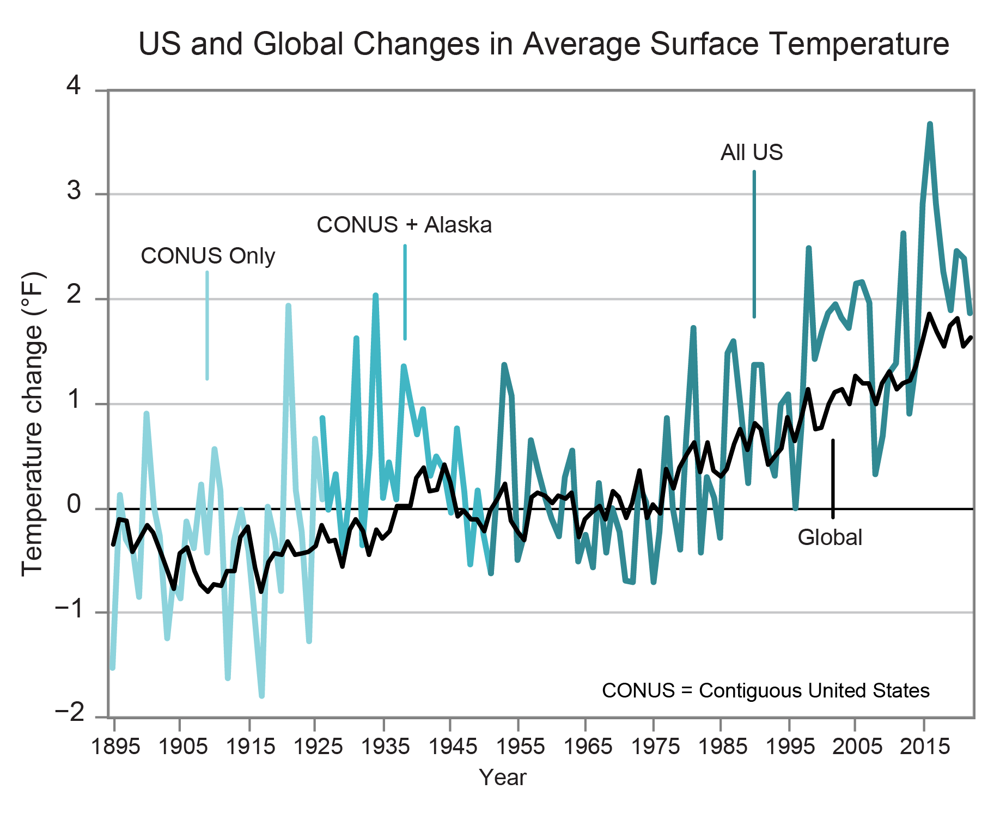 US and Global Changes in Average Surface Temperature
4
3
2
1
0
−1
−2
Temperature change (°F)
All US
CONUS + Alaska
CONUS Only
Global
CONUS = Contiguous United States
1895 1905 1915 1925 1935 1945 1955 1965 1975 1985 1995 2005 2015
Year